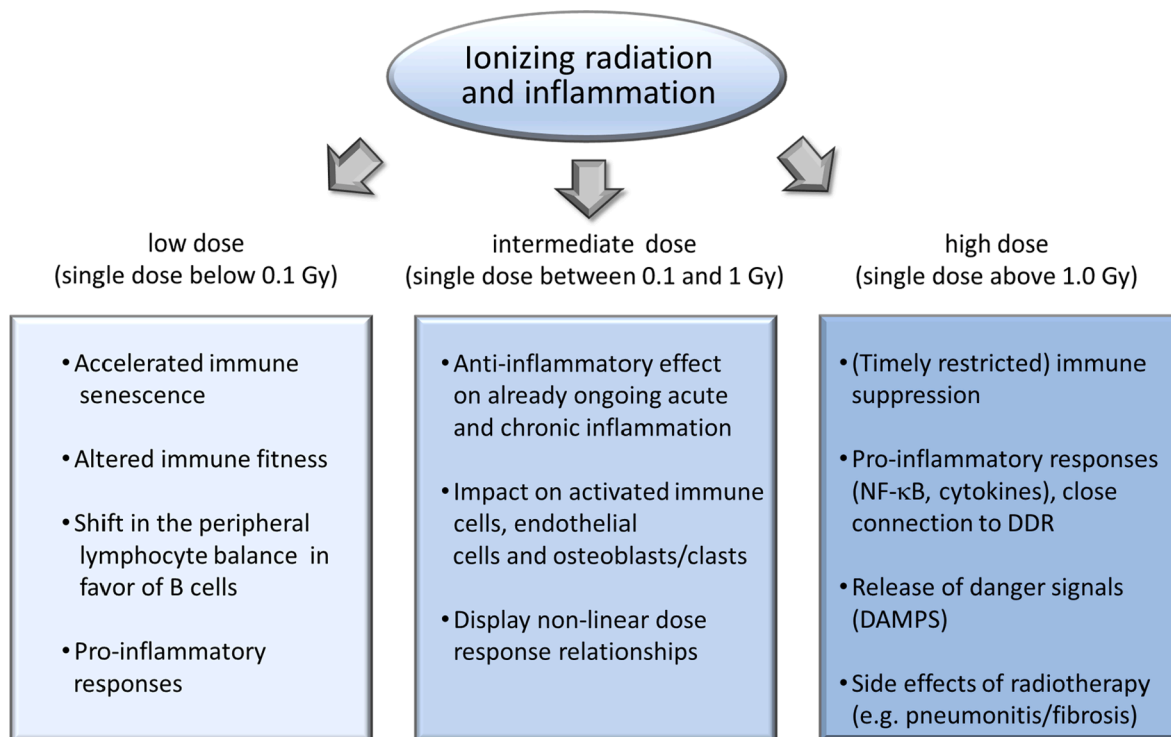 Ionizing radiation
and inflammation
low dose
(single dose below 0.1 Gy)
intermediate dose
(single dose between 0.1 and 1 Gy)
high dose
(single dose above 1.0 Gy)
• Accelerated immune
senescence
• Altered immune fitness
• Shift in the peripheral
lymphocyte balance in
favor of B cells
• Pro-inflammatory
responses
• Anti-inflammatory effect
on already ongoing acute
and chronic inflammation
• Impact on activated immune
cells, endothelial
cells and osteoblasts/clasts
• Display non-linear dose
response relationships
• (Timely restricted) immune
suppression
• Pro-inflammatory responses
(NF-κB, cytokines), close
connection to DDR
• Release of danger signals
(DAMPS)
• Side effects of radiotherapy
(e.g. pneumonitis/fibrosis)